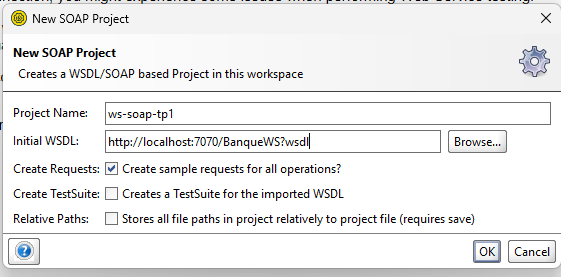 New SOAP Project
New SOAP Project
Creates a WSDL/SOAP based Project in this workspace
Project Name: ws-soap-tp1
Initial WSDL: http://localhost:7070/BanqueWS?wsdl Browse...
Create Requests: Create sample requests for all operations?
Create TestSuite: Creates a TestSuite for the imported WSDL
Relative Paths: Stores all file paths in project relatively to project file (requires save)
OK Cancel